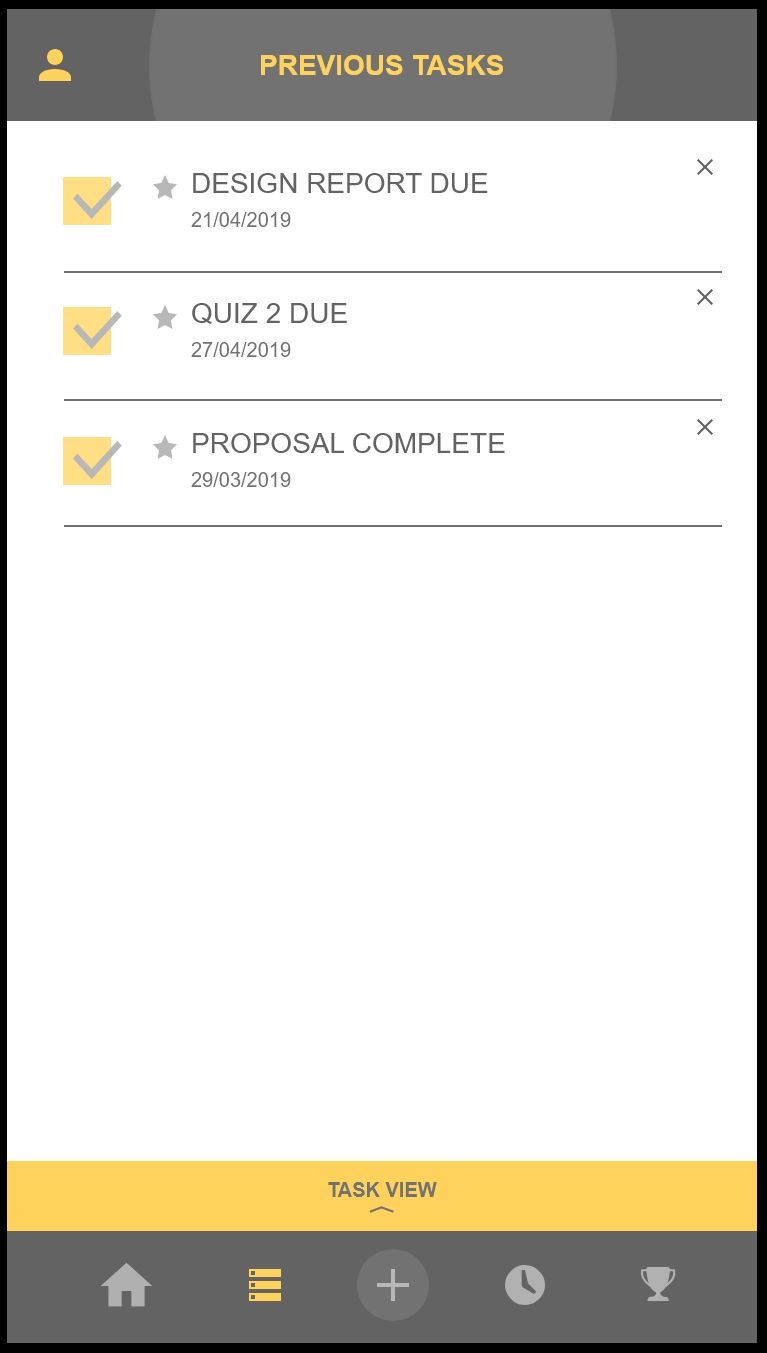 PREVIOUS TASKS
DESIGN REPORT DUE
21/04/2019
QUIZ 2 DUE
27/04/2019
PROPOSAL COMPLETE
29/03/2019
TASK VIEW